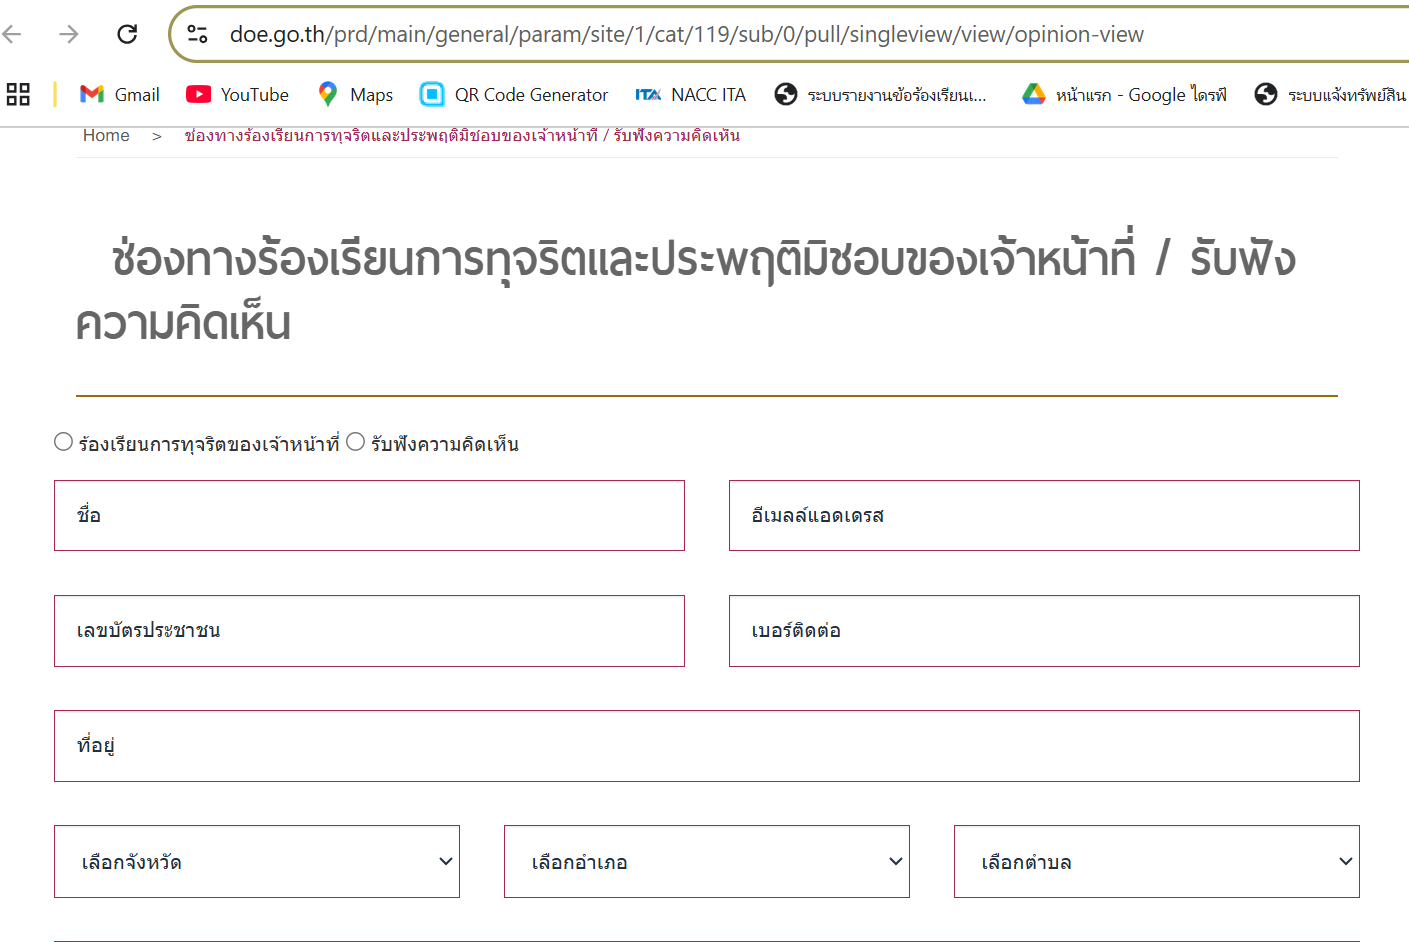 doe.go.th/prd/main/general/param/site/1/cat/119/sub/0/pull/singleview/view/opinion-view
Gmail YouTube Maps QR Code Generator ITA NACC ITA ระบบรายงานข้อร้องเรียนเ... หน้าแรก - Google ไดรฟ์ ระบบแจ้งทรัพย์สิน
Home > ช่องทางร้องเรียนการทุจริตและประพฤติมิชอบของเจ้าหน้าที่ / รับฟังความคิดเห็น
ช่องทางร้องเรียนการทุจริตและประพฤติมิชอบของเจ้าหน้าที่ / รับฟัง
ความคิดเห็น
ร้องเรียนการทุจริตของเจ้าหน้าที่ รับฟังความคิดเห็น
ชื่อ อีเมลล์แอดเดรส
เลขบัตรประชาชน เบอร์ติดต่อ
ที่อยู่
เลือกจังหวัด เลือกอำเภอ เลือกตำบล